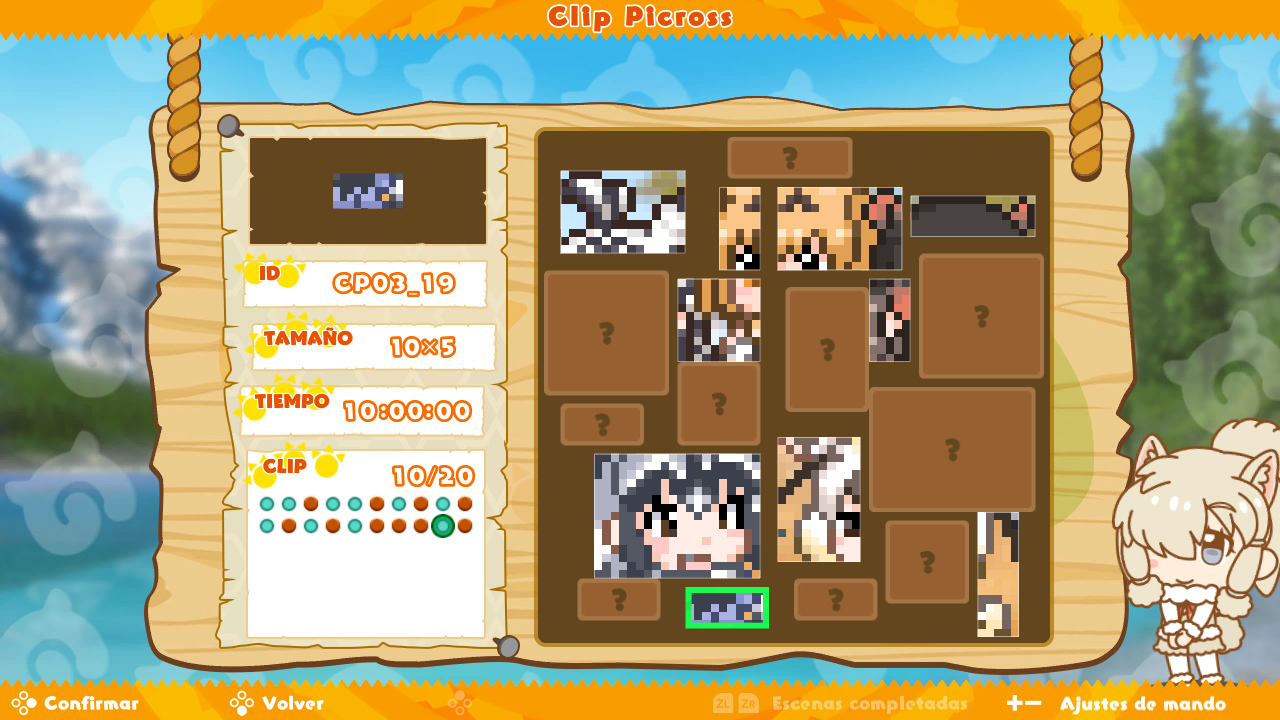 Clip Picross
?
ID
CP03_19
TAMAÑO
10×5
TIEMPO
10:00:00
CLIP
10/20
?
?
?
?
?
?
?
?
?
Confirmar
Volver
ZL ZR Escenas completadas
+− Ajustes de mando